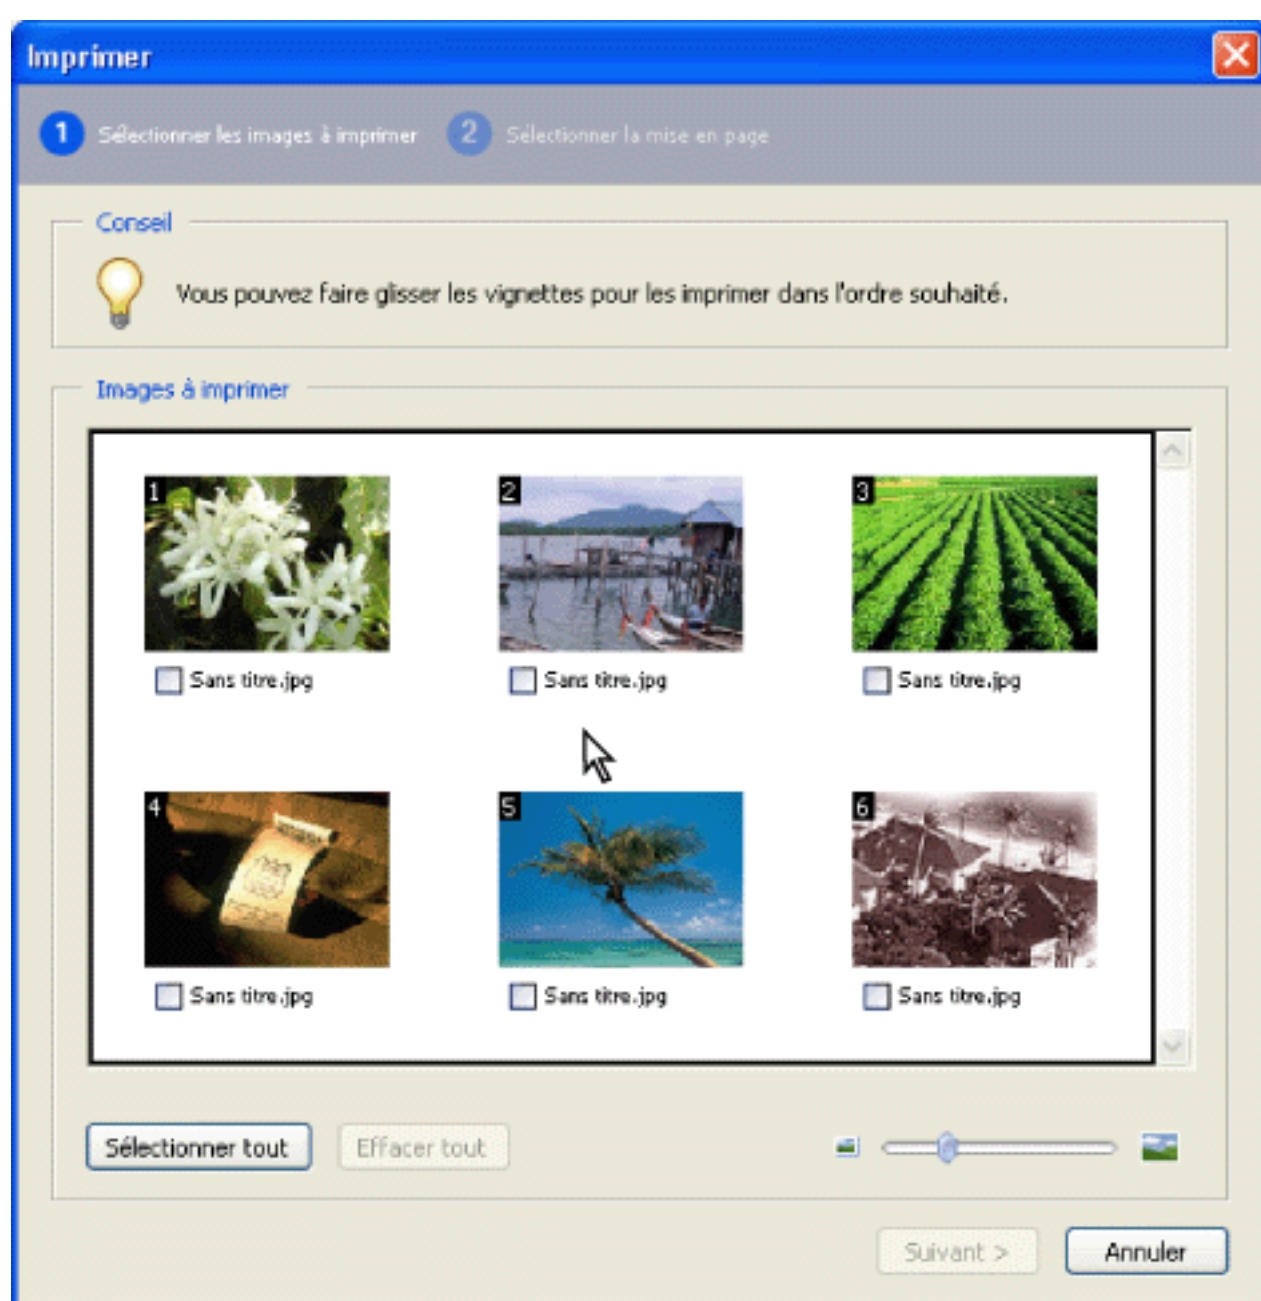 Imprimer
1 Sélectionner les images à imprimer 2 Sélectionner la mise en page
Conseil
Vous pouvez faire glisser les vignettes pour les imprimer dans l'ordre souhaité.
Images à imprimer
1 2 3
Sans titre.jpg Sans titre.jpg Sans titre.jpg
4 5 6
Sans titre.jpg Sans titre.jpg Sans titre.jpg
Sélectionner tout Effacer tout
Suivant > Annuler